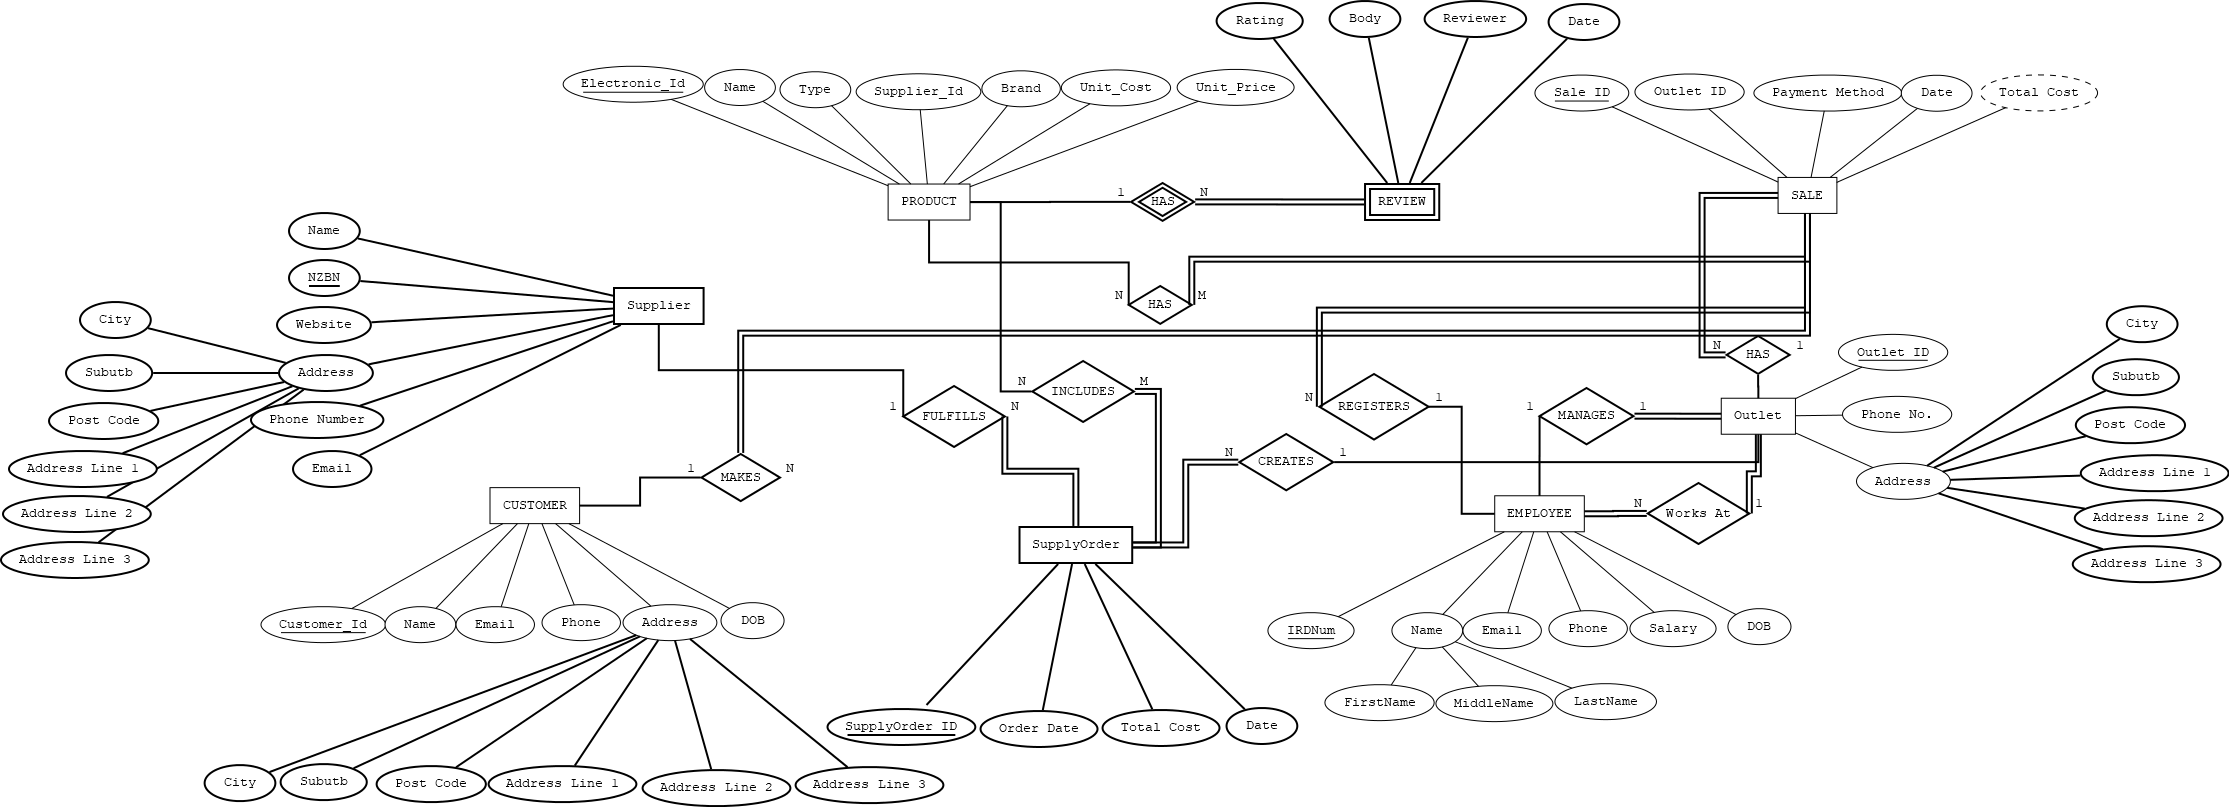 Rating
Body
Reviewer
Date
Electronic_Id
Name
Type
Supplier_Id
Brand
Unit_Cost
Unit_Price
Sale ID
Outlet ID
Payment Method
Date
Total Cost
PRODUCT
1
HAS
N
REVIEW
SALE
Name
NZBN
Website
Address
Phone Number
Email
Supplier
City
Subutb
Post Code
Address Line 1
Address Line 2
Address Line 3
N
HAS
M
N
HAS
1
Outlet ID
Phone No.
Address
Outlet
City
Subutb
Post Code
Address Line 1
Address Line 2
Address Line 3
N
INCLUDES
M
1
FULFILLS
N
N
REGISTERS
1
1
MANAGES
1
N
CREATES
1
1
MAKES
N
CUSTOMER
SupplyOrder
EMPLOYEE
N
Works At
1
Customer_Id
Name
Email
Phone
Address
DOB
IRDNum
Name
Email
Phone
Salary
DOB
FirstName
MiddleName
LastName
SupplyOrder ID
Order Date
Total Cost
Date
City
Subutb
Post Code
Address Line 1
Address Line 2
Address Line 3